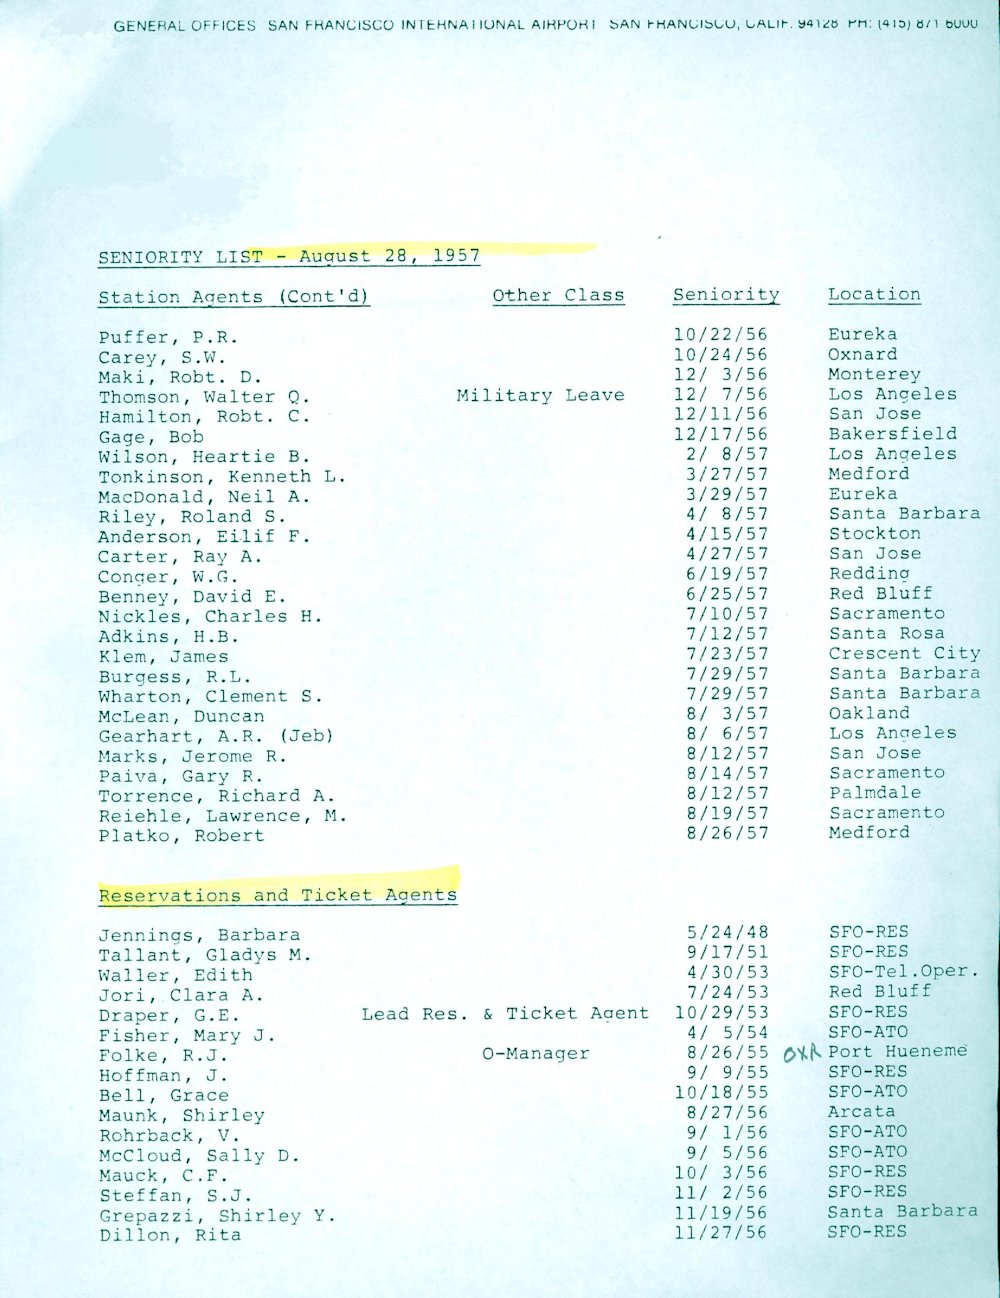 GENERAL OFFICES SAN FRANCISCO INTERNATIONAL AIRPORT SAN FRANCISCO, CALIF. 94128 PH: (415) 871 6000
SENIORITY LIST - August 28, 1957
Station Agents (Cont'd) Other Class Seniority Location
Puffer, P.R. 10/22/56 Eureka
Carey, S.W. 10/24/56 Oxnard
Maki, Robt. D. 12/ 3/56 Monterey
Thomson, Walter Q. Military Leave 12/ 7/56 Los Angeles
Hamilton, Robt. C. 12/11/56 San Jose
Gage, Bob 12/17/56 Bakersfield
Wilson, Heartie B. 2/ 8/57 Los Angeles
Tonkinson, Kenneth L. 3/27/57 Medford
MacDonald, Neil A. 3/29/57 Eureka
Riley, Roland S. 4/ 8/57 Santa Barbara
Anderson, Eilif F. 4/15/57 Stockton
Carter, Ray A. 4/27/57 San Jose
Conger, W.G. 6/19/57 Redding
Benney, David E. 6/25/57 Red Bluff
Nickles, Charles H. 7/10/57 Sacramento
Adkins, H.B. 7/12/57 Santa Rosa
Klem, James 7/23/57 Crescent City
Burgess, R.L. 7/29/57 Santa Barbara
Wharton, Clement S. 7/29/57 Santa Barbara
McLean, Duncan 8/ 3/57 Oakland
Gearhart, A.R. (Jeb) 8/ 6/57 Los Angeles
Marks, Jerome R. 8/12/57 San Jose
Paiva, Gary R. 8/14/57 Sacramento
Torrence, Richard A. 8/12/57 Palmdale
Reiehle, Lawrence, M. 8/19/57 Sacramento
Platko, Robert 8/26/57 Medford
Reservations and Ticket Agents
Jennings, Barbara 5/24/48 SFO-RES
Tallant, Gladys M. 9/17/51 SFO-RES
Waller, Edith 4/30/53 SFO-Tel.Oper.
Jori, Clara A. 7/24/53 Red Bluff
Draper, G.E. Lead Res. & Ticket Agent 10/29/53 SFO-RES
Fisher, Mary J. 4/ 5/54 SFO-ATO
Folke, R.J. O-Manager 8/26/55 OXR Port Hueneme
Hoffman, J. 9/ 9/55 SFO-RES
Bell, Grace 10/18/55 SFO-ATO
Maunk, Shirley 8/27/56 Arcata
Rohrback, V. 9/ 1/56 SFO-ATO
McCloud, Sally D. 9/ 5/56 SFO-ATO
Mauck, C.F. 10/ 3/56 SFO-RES
Steffan, S.J. 11/ 2/56 SFO-RES
Grepazzi, Shirley Y. 11/19/56 Santa Barbara
Dillon, Rita 11/27/56 SFO-RES